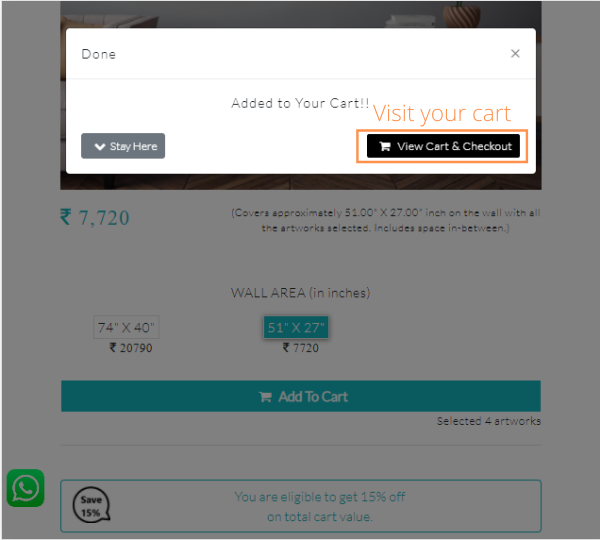 Done ×
Added to Your Cart!!
Visit your cart
Stay Here
View Cart & Checkout
₹ 7,720
(Covers approximately 51.00" X 27.00" inch on the wall with all
the artworks selected. Includes space in-between.)
WALL AREA (in inches)
74" X 40"
₹ 20790
51" X 27"
₹ 7720
Add To Cart
Selected 4 artworks
Save
15%
You are eligible to get 15% off
on total cart value.